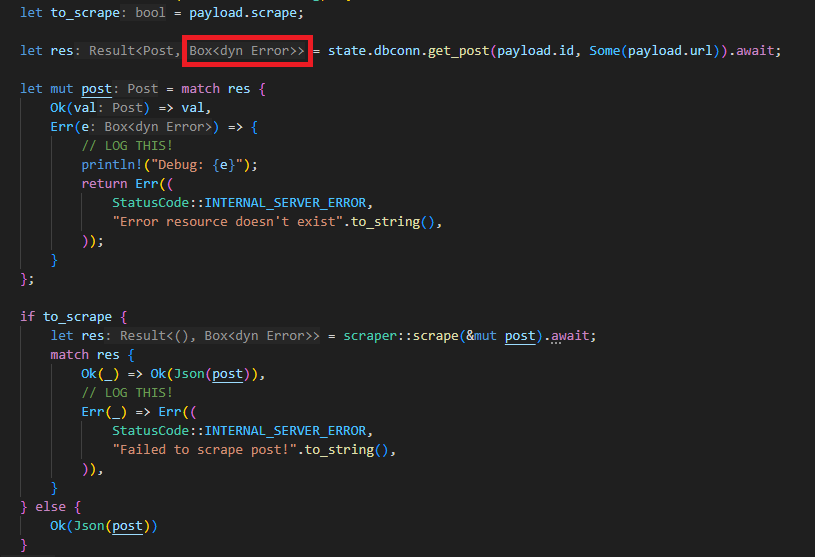 let to_scrape: bool = payload.scrape;
let res: Result<Post, Box<dyn Error>> = state.dbconn.get_post(payload.id, Some(payload.url)).await;
let mut post: Post = match res {
Ok(val: Post) => val,
Err(e: Box<dyn Error>) => {
// LOG THIS!
println!("Debug: {e}");
return Err((
StatusCode::INTERNAL_SERVER_ERROR,
"Error resource doesn't exist".to_string(),
));
}
};
if to_scrape {
let res: Result<(), Box<dyn Error>> = scraper::scrape(&mut post).await;
match res {
Ok(_) => Ok(Json(post)),
// LOG THIS!
Err(_) => Err((
StatusCode::INTERNAL_SERVER_ERROR,
"Failed to scrape post!".to_string(),
)),
}
} else {
Ok(Json(post))
}